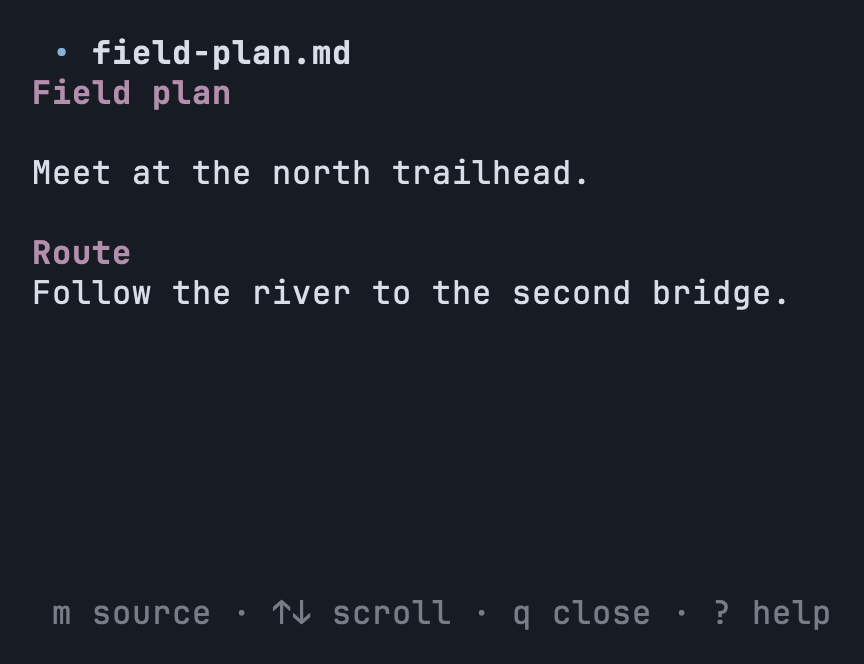 • field-plan.md
Field plan
Meet at the north trailhead.
Route
Follow the river to the second bridge.
m source · ↑↓ scroll · q close · ? help